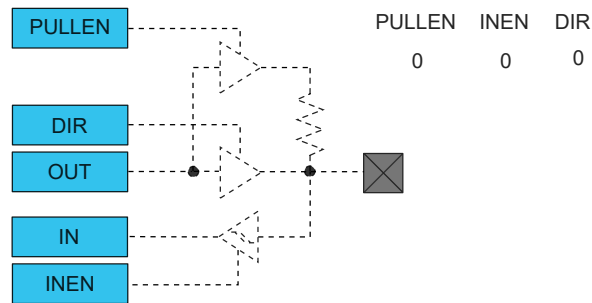 PULLEN
DIR
OUT
IN
INEN
PULLEN INEN DIR
0 0 0